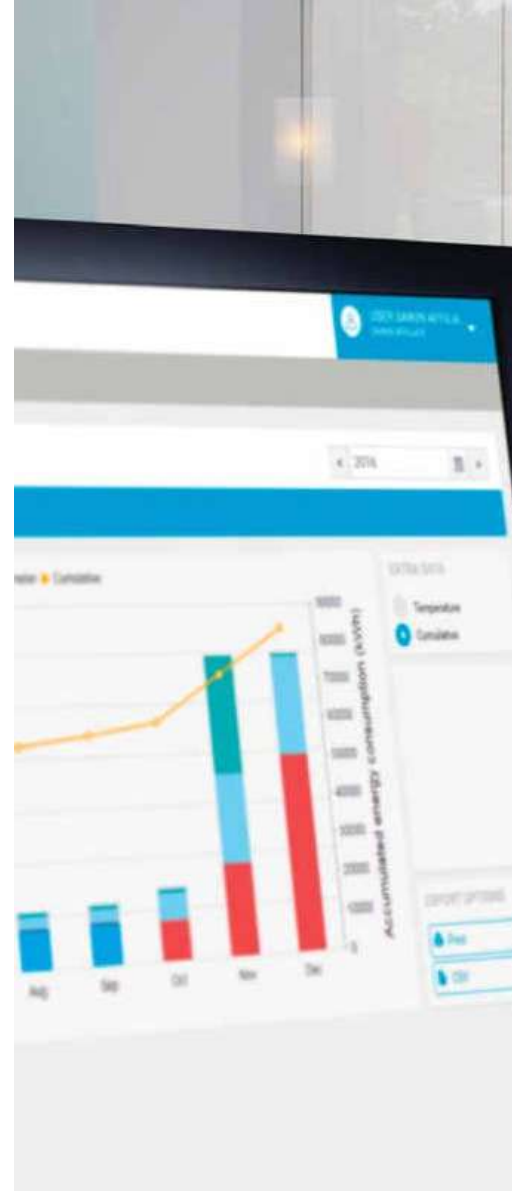 2016
Cumulative
EXTRA DATA
Temperature
Cumulative
9000
8000
7000
6000
5000
4000
3000
2000
1000
0
Accumulated energy consumption (kWh)
Aug
Sep
Oct
Nov
Dec
EXPORT OPTIONS
Print
CSV